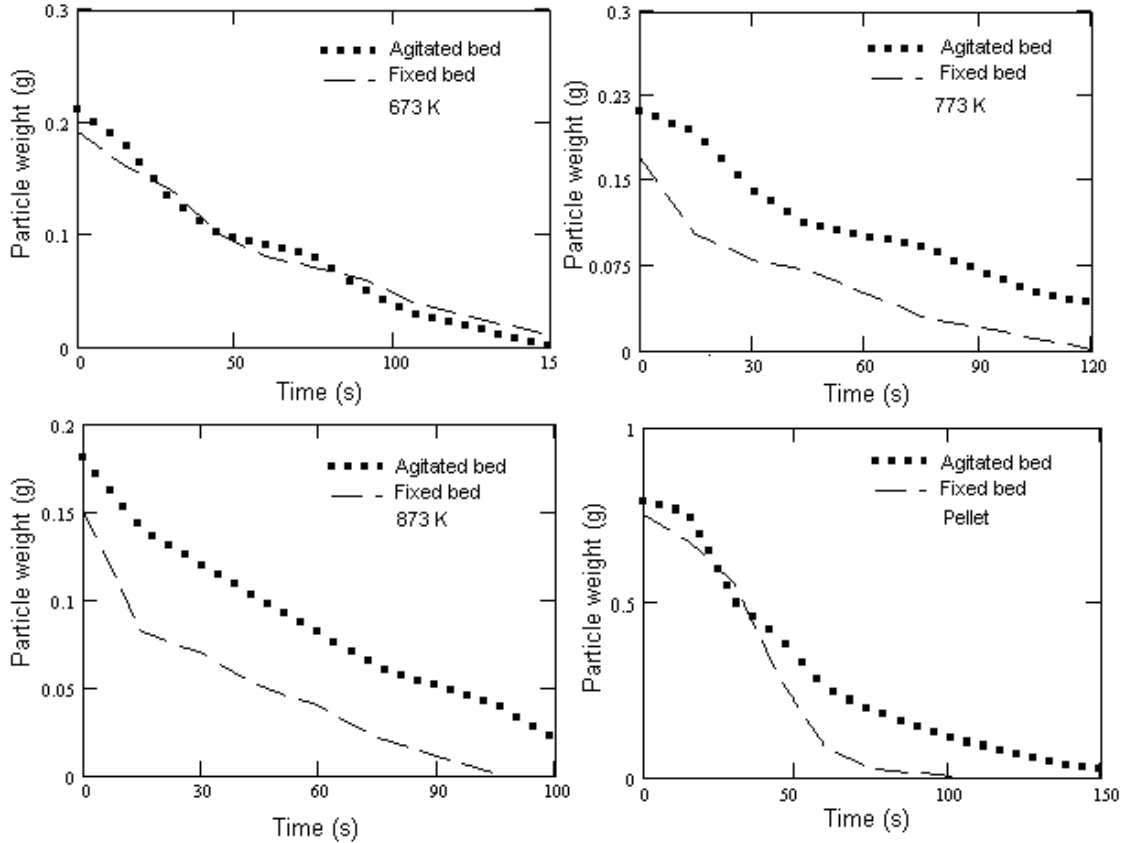 0.3
0.2
0.1
0
Particle weight (g)
Agitated bed
Fixed bed
673 K
0
50
100
15
Time (s)
0.3
0.23
0.15
0.075
0
Particle weight (g)
Agitated bed
Fixed bed
773 K
0
30
60
90
120
Time (s)
0.2
0.15
0.1
0.05
0
Particle weight (g)
Agitated bed
Fixed bed
873 K
0
30
60
100
Time (s)
1
0.5
0
Particle weight (g)
Agitated bed
Fixed bed
Pellet
0
50
100
150
Time (s)